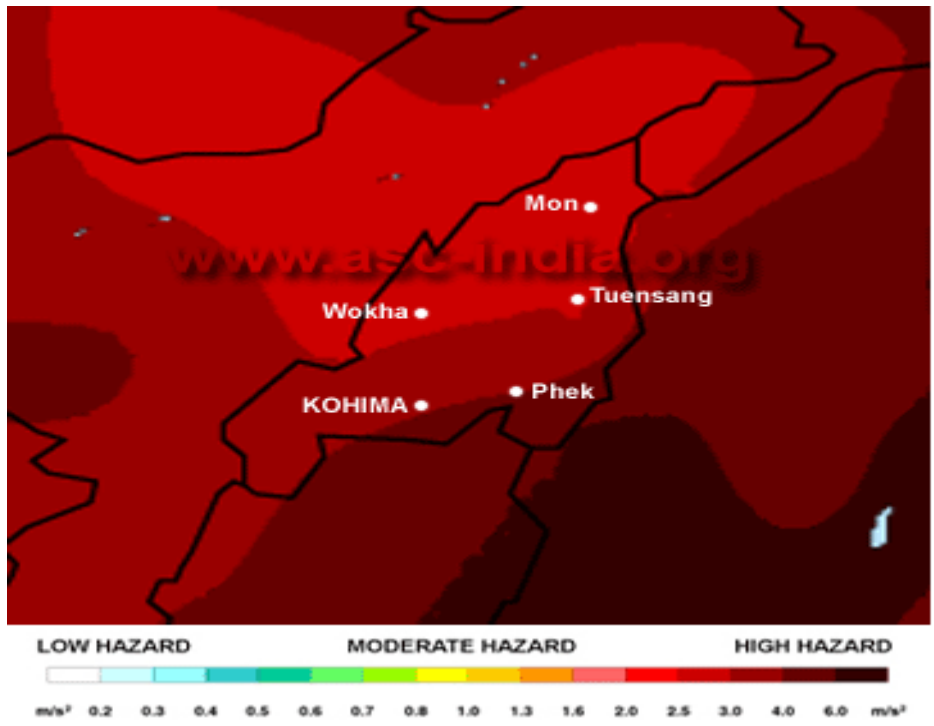 Mon
www.asc-india.org
Tuensang
Wokha
Phek
KOHIMA
LOW HAZARD MODERATE HAZARD HIGH HAZARD
m/s² 0.2 0.3 0.4 0.5 0.6 0.7 0.8 1.0 1.3 1.6 2.0 2.5 3.0 4.0 6.0 m/s²